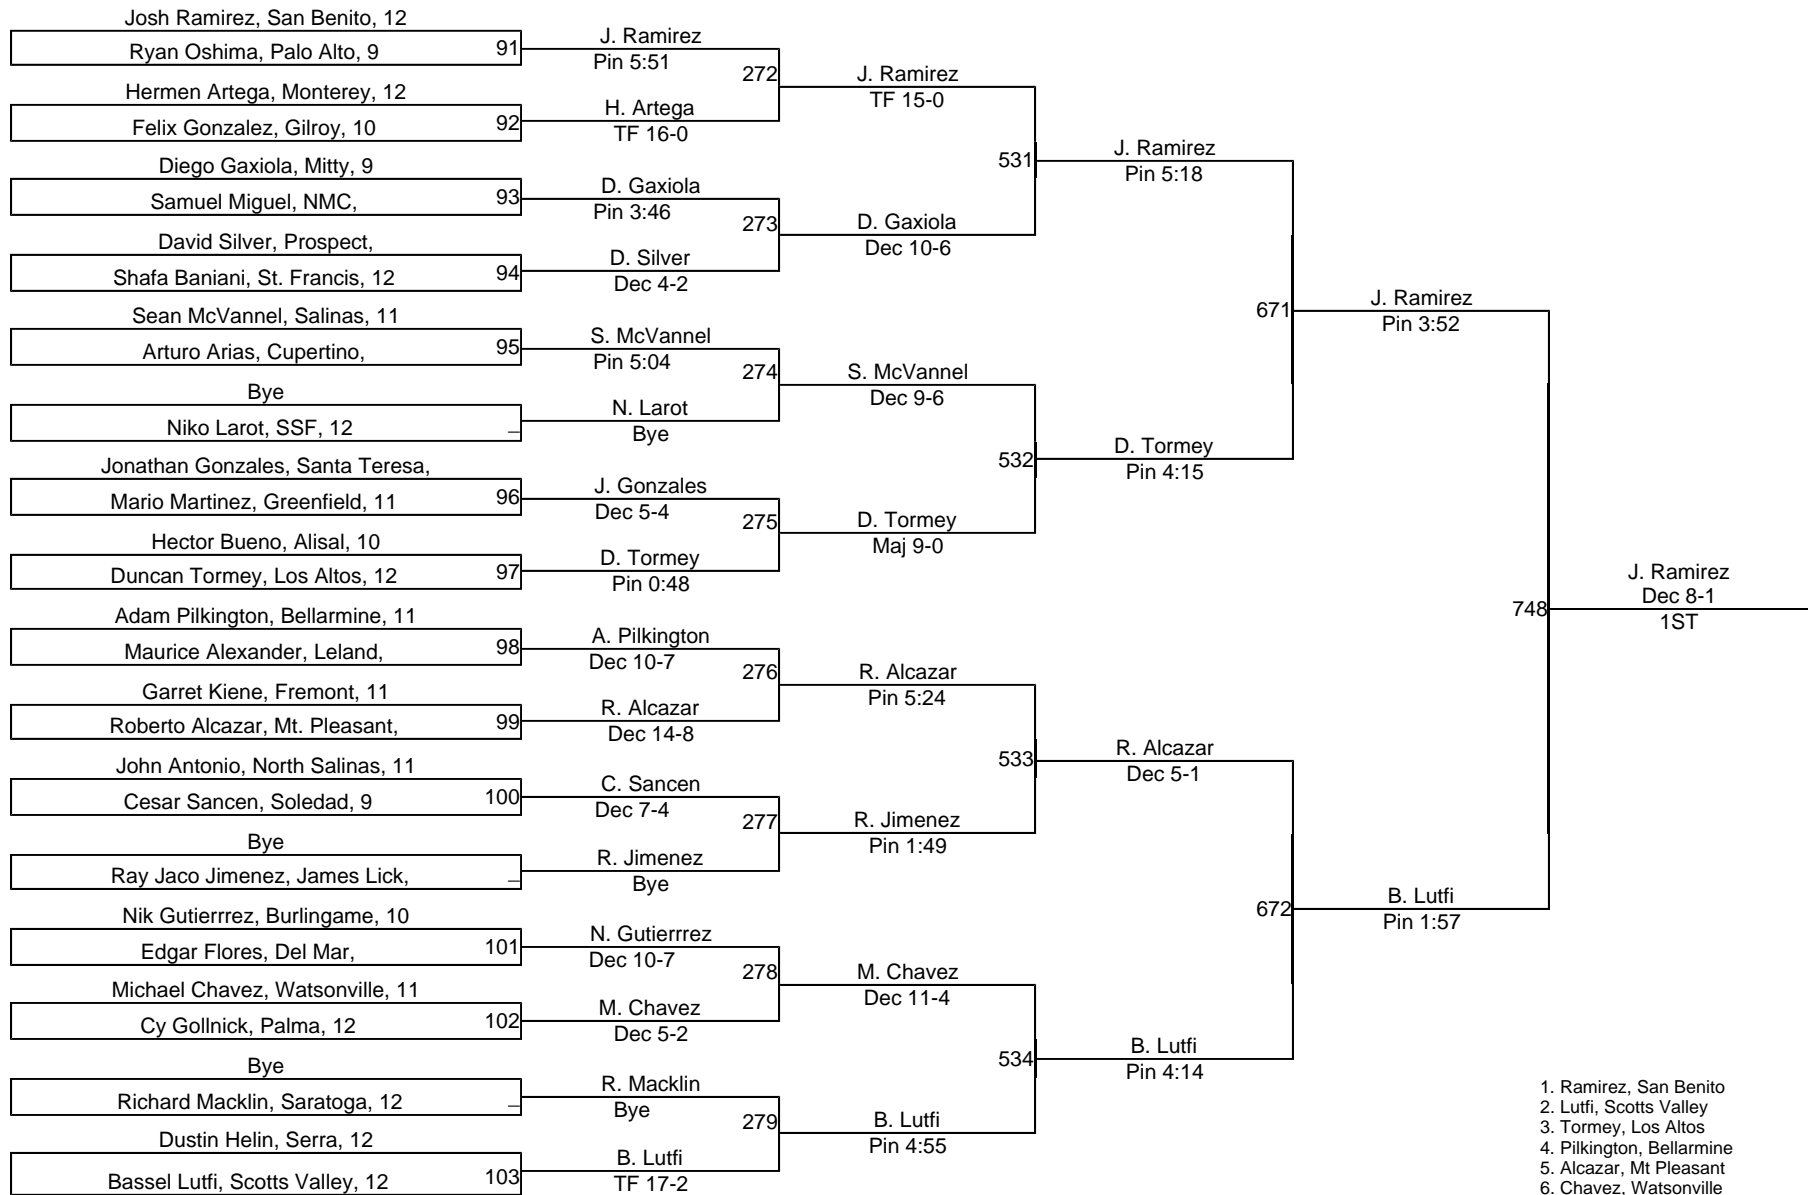 Josh Ramirez, San Benito, 12
Ryan Oshima, Palo Alto, 9
91
Hermen Artega, Monterey, 12
Felix Gonzalez, Gilroy, 10
92
Diego Gaxiola, Mitty, 9
Samuel Miguel, NMC,
93
David Silver, Prospect,
Shafa Baniani, St. Francis, 12
94
Sean McVannel, Salinas, 11
Arturo Arias, Cupertino,
95
Bye
Niko Larot, SSF, 12
_
Jonathan Gonzales, Santa Teresa,
Mario Martinez, Greenfield, 11
96
Hector Bueno, Alisal, 10
Duncan Tormey, Los Altos, 12
97
Adam Pilkington, Bellarmine, 11
Maurice Alexander, Leland,
98
Garret Kiene, Fremont, 11
Roberto Alcazar, Mt. Pleasant,
99
John Antonio, North Salinas, 11
Cesar Sancen, Soledad, 9
100
Bye
Ray Jaco Jimenez, James Lick,
_
Nik Gutierrrez, Burlingame, 10
Edgar Flores, Del Mar,
101
Michael Chavez, Watsonville, 11
Cy Gollnick, Palma, 12
102
Bye
Richard Macklin, Saratoga, 12
_
Dustin Helin, Serra, 12
Bassel Lutfi, Scotts Valley, 12
103
J. Ramirez
Pin 5:51
272
H. Artega
TF 16-0
D. Gaxiola
Pin 3:46
273
D. Silver
Dec 4-2
S. McVannel
Pin 5:04
274
N. Larot
Bye
J. Gonzales
Dec 5-4
275
D. Tormey
Pin 0:48
A. Pilkington
Dec 10-7
276
R. Alcazar
Dec 14-8
C. Sancen
Dec 7-4
277
R. Jimenez
Bye
N. Gutierrrez
Dec 10-7
278
M. Chavez
Dec 5-2
R. Macklin
Bye
279
B. Lutfi
TF 17-2
J. Ramirez
TF 15-0
531
D. Gaxiola
Dec 10-6
S. McVannel
Dec 9-6
532
D. Tormey
Maj 9-0
R. Alcazar
Pin 5:24
533
R. Jimenez
Pin 1:49
M. Chavez
Dec 11-4
534
B. Lutfi
Pin 4:55
J. Ramirez
Pin 5:18
671
D. Tormey
Pin 4:15
R. Alcazar
Dec 5-1
672
B. Lutfi
Pin 4:14
J. Ramirez
Pin 3:52
748
B. Lutfi
Pin 1:57
J. Ramirez
Dec 8-1
1ST
1. Ramirez, San Benito
2. Lutfi, Scotts Valley
3. Tormey, Los Altos
4. Pilkington, Bellarmine
5. Alcazar, Mt Pleasant
6. Chavez, Watsonville